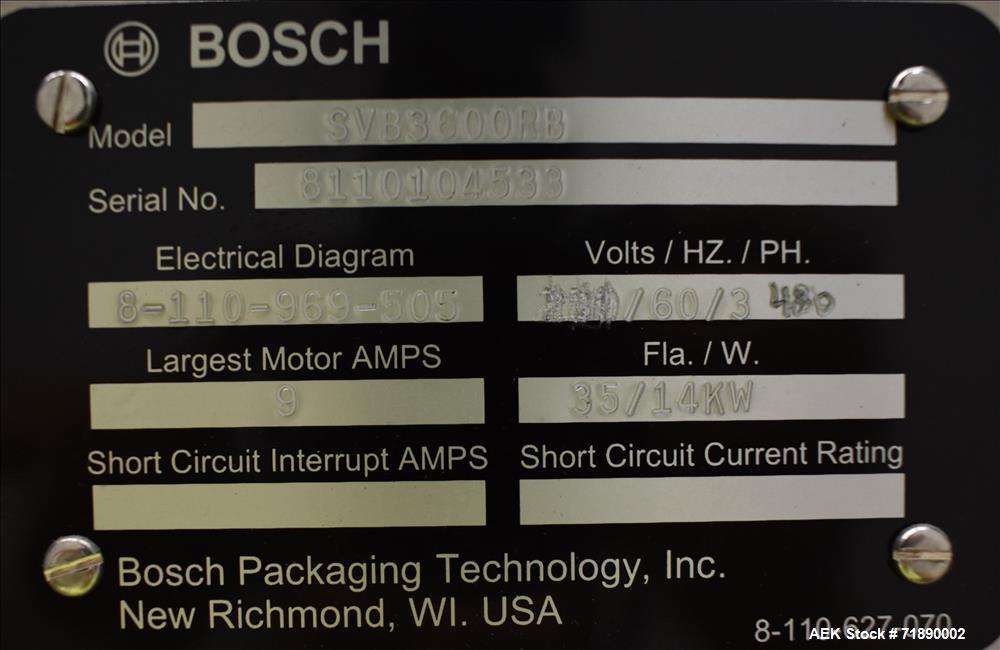 BOSCH
Model SVB3600RB
Serial No. 8110104533
Electrical Diagram
8-110-969-505
Volts / HZ. / PH.
/60/3 480
Largest Motor AMPS
9
Fla. / W.
35/14KW
Short Circuit Interrupt AMPS
Short Circuit Current Rating
Bosch Packaging Technology, Inc.
New Richmond, WI. USA
8-110-627-070
AEK Stock # 71890002